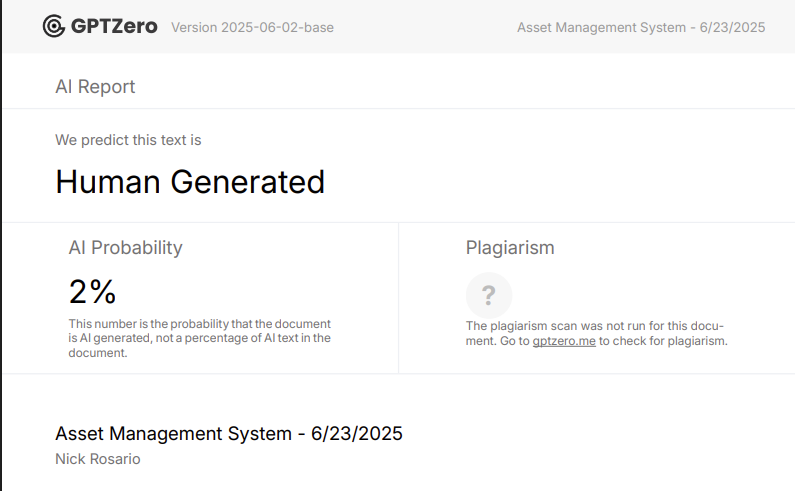 GPTZero Version 2025-06-02-base Asset Management System - 6/23/2025
AI Report
We predict this text is
Human Generated
AI Probability
2%
This number is the probability that the document
is AI generated, not a percentage of AI text in the
document.
Plagiarism
?
The plagiarism scan was not run for this docu-
ment. Go to gptzero.me to check for plagiarism.
Asset Management System - 6/23/2025
Nick Rosario